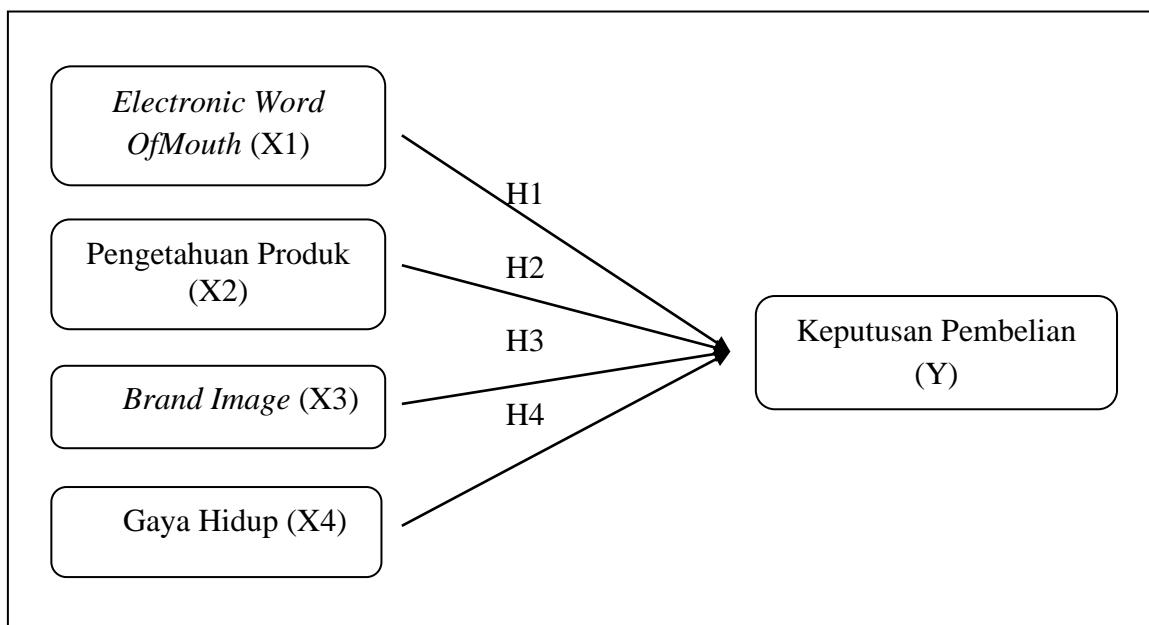 Electronic Word
OfMouth (X1)
H1
Pengetahuan Produk
(X2)
H2
H3
Keputusan Pembelian
(Y)
Brand Image (X3)
H4
Gaya Hidup (X4)